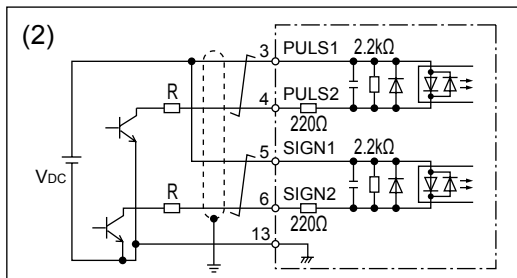 (2)
3 PULS1
2.2kΩ
R
4 PULS2
220Ω
5 SIGN1
2.2kΩ
VDC
R
6 SIGN2
220Ω
13